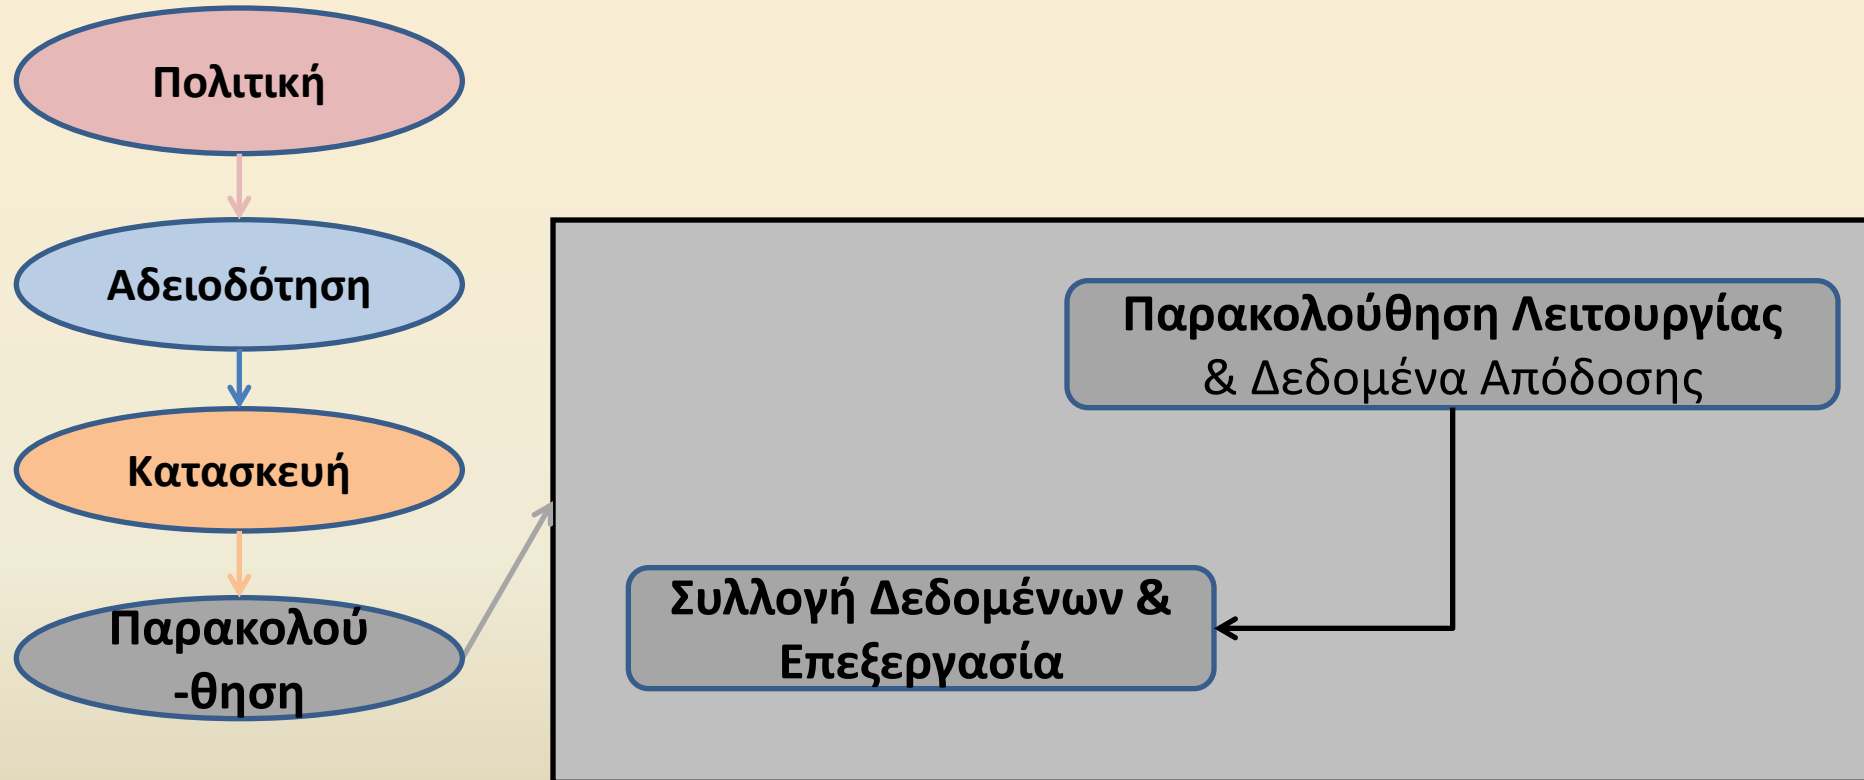 Πολιτική
Αδειοδότηση
Κατασκευή
Παρακολού
-θηση
Παρακολούθηση Λειτουργίας
& Δεδομένα Απόδοσης
Συλλογή Δεδομένων &
Επεξεργασία